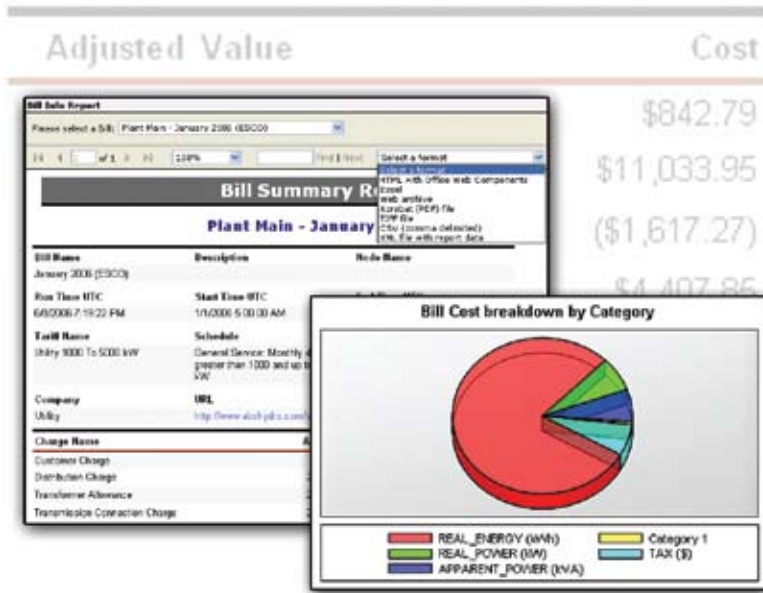 Adjusted Value Cost
$842.79
$11,033.95
($1,617.27)
$4,407.85
Bill Info Report
Please select a Bill: Plant Main - January 2006 (ESCO)
of 1 100% Find | Next Select a format
Select a format
HTML with Office Web Components
Excel
Web archive
Acrobat (PDF) file
TIFF file
CSV (comma delimited)
XML file with report data
Bill Summary R
Plant Main - January
Bill Name Description Node Name
January 2006 (ESCO)
Run Time UTC Start Time UTC
6/8/2006 7:19:22 PM 1/1/2006 5:00:00 AM
Tariff Name Schedule
Utility 1000 To 5000 kW General Service: Monthly
greater than 1000 and up t
kW
Company URL
Utility
Charge Name A
Customer Charge
Distribution Charge
Transformer Allowance
Transmission Connection Charge
Bill Cost breakdown by Category
REAL_ENERGY (kWh) Category 1
REAL_POWER (kW) TAX ($)
APPARENT_POWER (kVA)